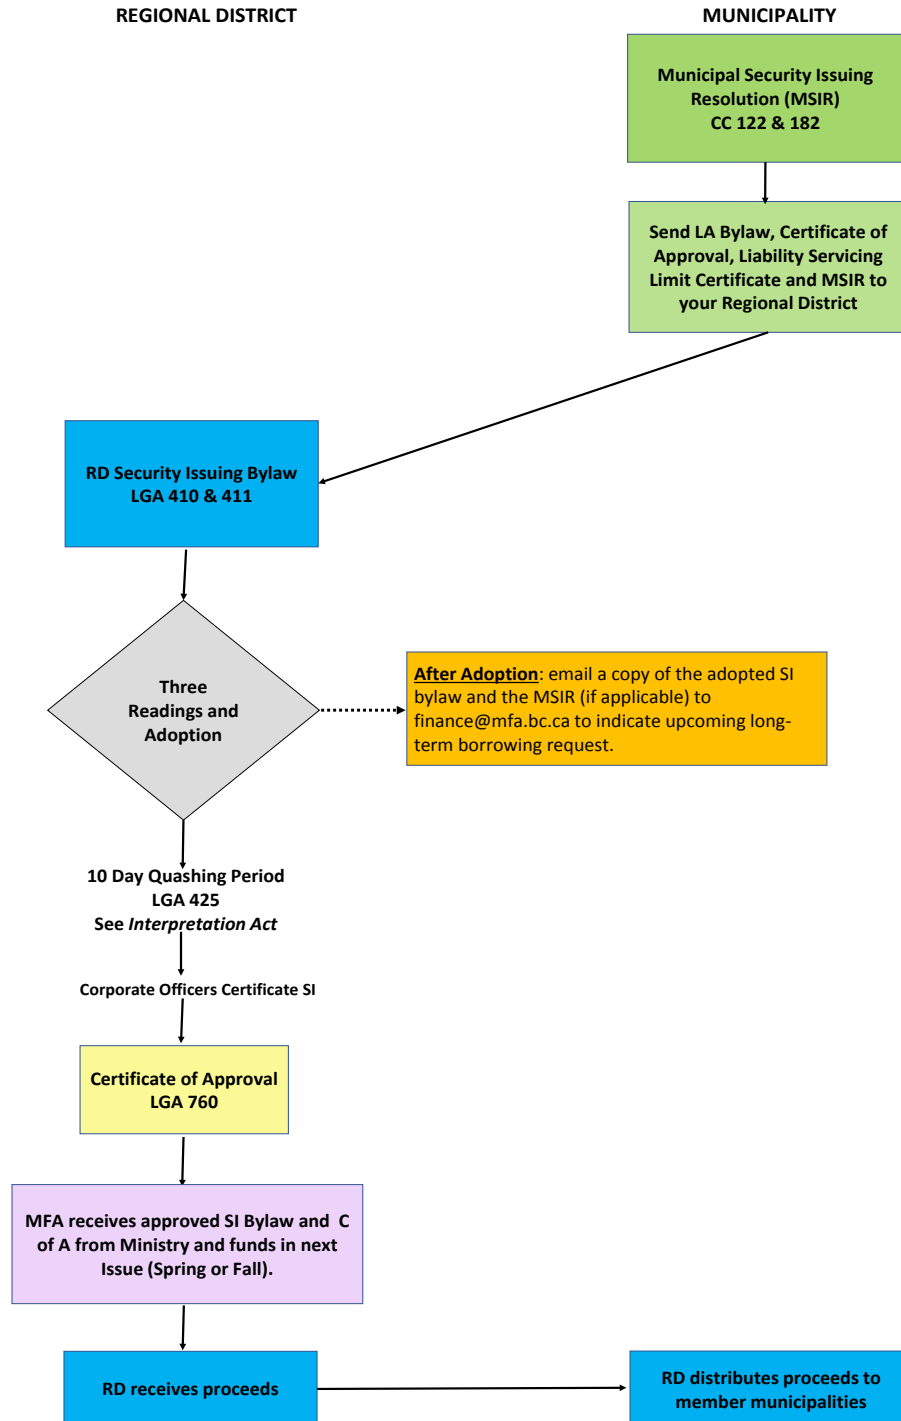 REGIONAL DISTRICT
MUNICIPALITY
Municipal Security Issuing
Resolution (MSIR)
CC 122 & 182
Send LA Bylaw, Certificate of
Approval, Liability Servicing
Limit Certificate and MSIR to
your Regional District
RD Security Issuing Bylaw
LGA 410 & 411
Three
Readings and
Adoption
After Adoption: email a copy of the adopted SI
bylaw and the MSIR (if applicable) to
finance@mfa.bc.ca to indicate upcoming long-
term borrowing request.
10 Day Quashing Period
LGA 425
See Interpretation Act
Corporate Officers Certificate SI
Certificate of Approval
LGA 760
MFA receives approved SI Bylaw and C
of A from Ministry and funds in next
Issue (Spring or Fall).
RD receives proceeds
RD distributes proceeds to
member municipalities